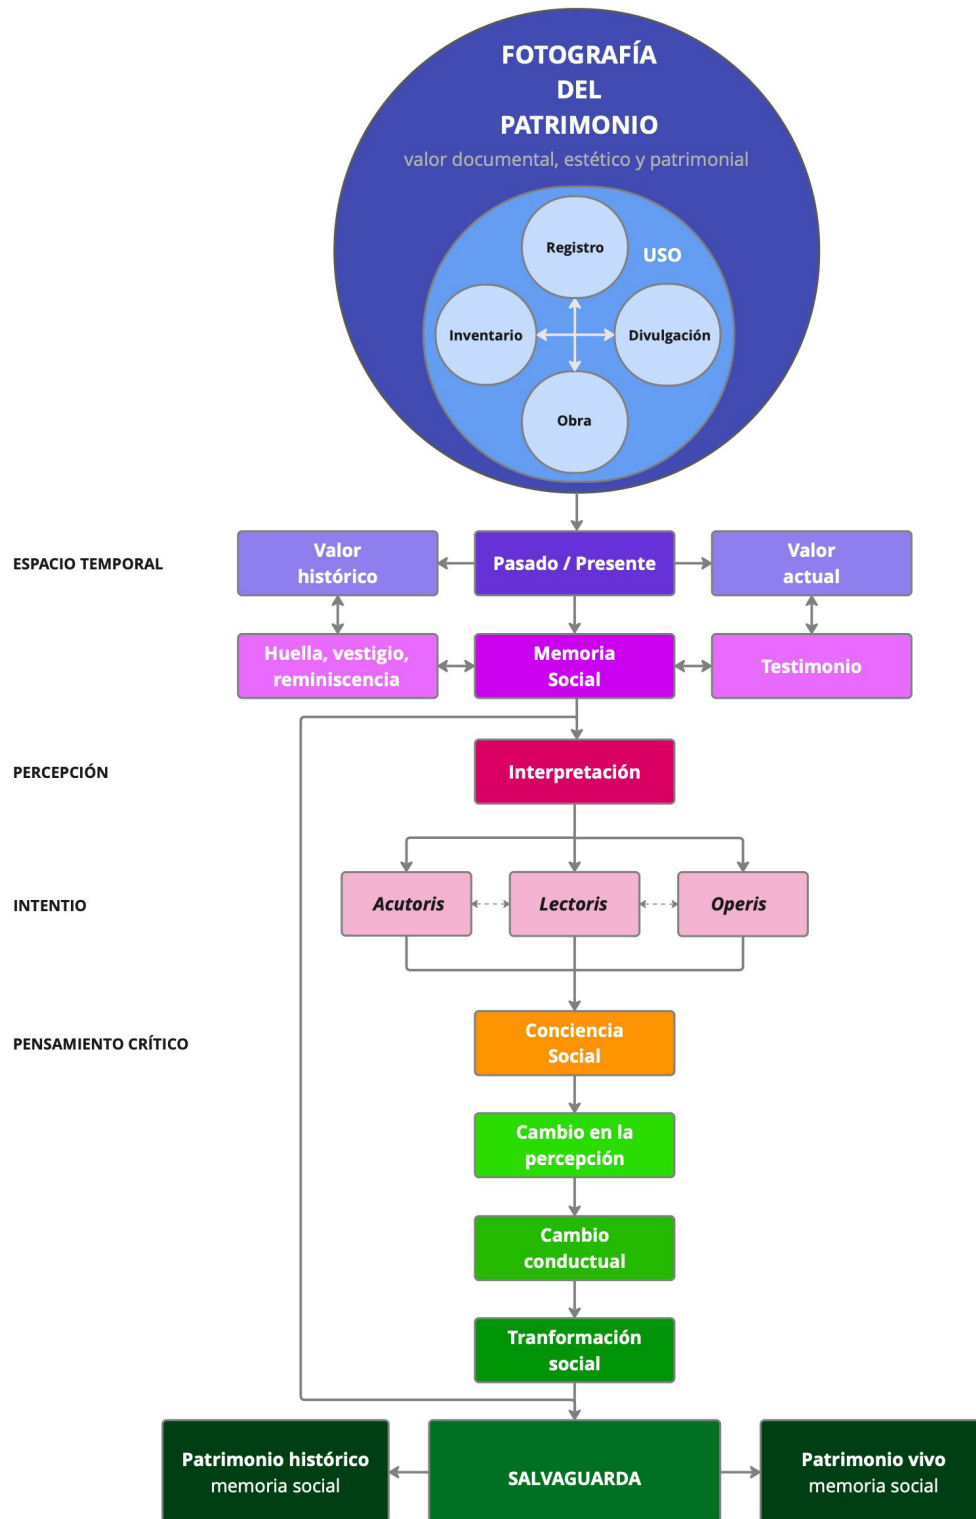 FOTOGRAFÍA
DEL
PATRIMONIO
valor documental, estético y patrimonial
Registro
USO
Inventario
Divulgación
Obra
ESPACIO TEMPORAL
Valor
histórico
Pasado / Presente
Valor
actual
Huella, vestigio,
reminiscencia
Memoria
Social
Testimonio
PERCEPCIÓN
Interpretación
INTENTIO
Acutoris
Lectoris
Operis
PENSAMIENTO CRÍTICO
Conciencia
Social
Cambio en la
percepción
Cambio
conductual
Tranformación
social
Patrimonio histórico
memoria social
SALVAGUARDA
Patrimonio vivo
memoria social